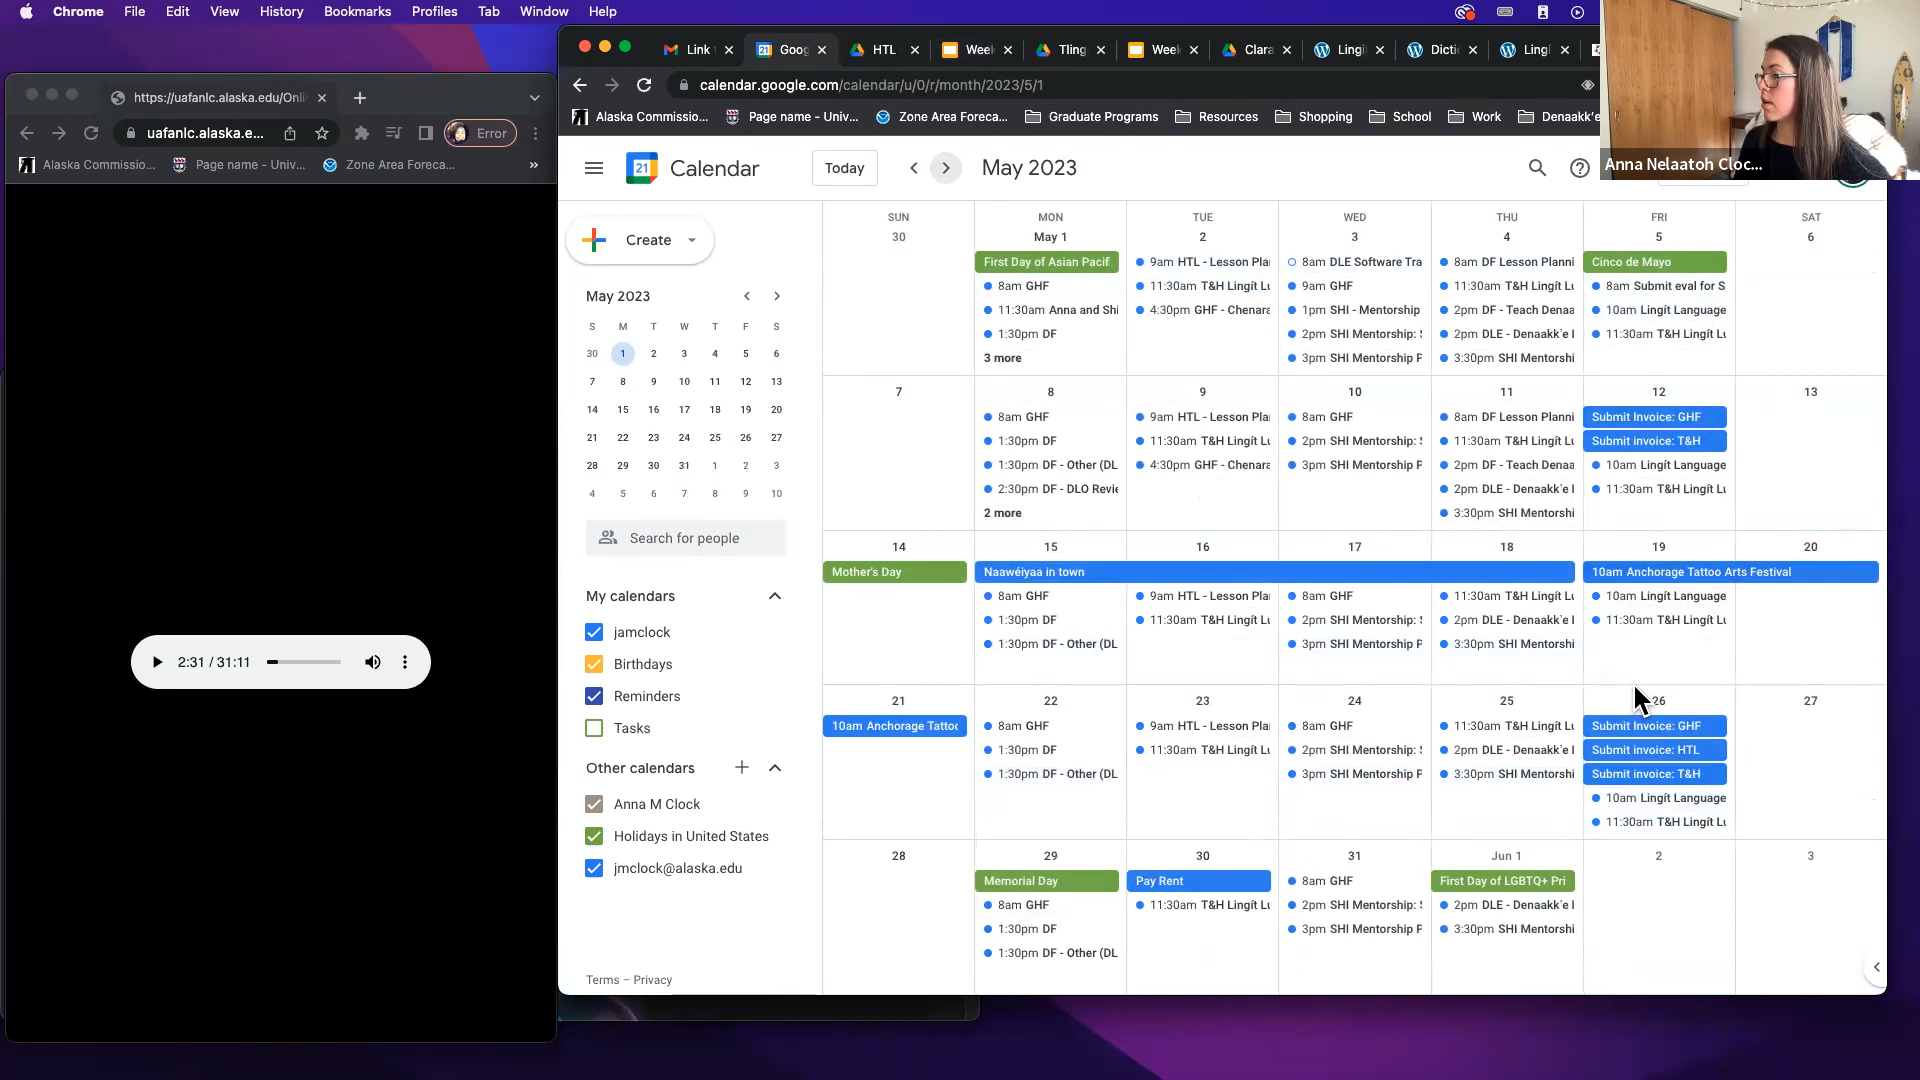 Chrome File Edit View History Bookmarks Profiles Tab Window Help
https://uafanlc.alaska.edu/Onli
uafanlc.alaska.e... Error
Alaska Commissio... Page name - Univ... Zone Area Foreca... »
2:31 / 31:11
Link Goog HTL Week Tling Week Clara Lingí Dicti Lingí
calendar.google.com/calendar/u/0/r/month/2023/5/1
Alaska Commissio... Page name - Univ... Zone Area Foreca... Graduate Programs Resources Shopping School Work Denaakk'e
Anna Nelaatoh Cloc...
21 Calendar Today May 2023
Create
May 2023
S M T W T F S
30 1 2 3 4 5 6
7 8 9 10 11 12 13
14 15 16 17 18 19 20
21 22 23 24 25 26 27
28 29 30 31 1 2 3
4 5 6 7 8 9 10
Search for people
My calendars
jamclock
Birthdays
Reminders
Tasks
Other calendars
Anna M Clock
Holidays in United States
jmclock@alaska.edu
Terms – Privacy
SUN MON TUE WED THU FRI SAT
30 May 1 2 3 4 5 6
First Day of Asian Pacif 9am HTL - Lesson Pla 8am DLE Software Tra 8am DF Lesson Planni Cinco de Mayo
8am GHF 11:30am T&H Lingít Lu 9am GHF 11:30am T&H Lingít Lu 8am Submit eval for S
11:30am Anna and Shi 4:30pm GHF - Chenara 1pm SHI - Mentorship 2pm DF - Teach Denaa 10am Lingít Language
1:30pm DF 2pm SHI Mentorship: S 2pm DLE - Denaakk'e I 11:30am T&H Lingít Lu
3 more 3pm SHI Mentorship P 3:30pm SHI Mentorshi
7 8 9 10 11 12 13
8am GHF 9am HTL - Lesson Pla 8am GHF 8am DF Lesson Planni Submit Invoice: GHF
1:30pm DF 11:30am T&H Lingít Lu 2pm SHI Mentorship: S 11:30am T&H Lingít Lu Submit invoice: T&H
1:30pm DF - Other (DL 4:30pm GHF - Chenara 3pm SHI Mentorship P 2pm DF - Teach Denaa 10am Lingít Language
2:30pm DF - DLO Revie 2pm DLE - Denaakk'e I 11:30am T&H Lingít Lu
2 more 3:30pm SHI Mentorshi
14 15 16 17 18 19 20
Mother's Day Naawéiyaa in town 10am Anchorage Tattoo Arts Festival
8am GHF 9am HTL - Lesson Pla 8am GHF 11:30am T&H Lingít Lu 10am Lingít Language
1:30pm DF 11:30am T&H Lingít Lu 2pm SHI Mentorship: S 2pm DLE - Denaakk'e I 11:30am T&H Lingít Lu
1:30pm DF - Other (DL 3pm SHI Mentorship P 3:30pm SHI Mentorshi
21 22 23 24 25 26 27
10am Anchorage Tattoo 8am GHF 9am HTL - Lesson Pla 8am GHF 11:30am T&H Lingít Lu Submit Invoice: GHF
1:30pm DF 11:30am T&H Lingít Lu 2pm SHI Mentorship: S 2pm DLE - Denaakk'e I Submit invoice: HTL
1:30pm DF - Other (DL 3pm SHI Mentorship P 3:30pm SHI Mentorshi Submit invoice: T&H
10am Lingít Language
11:30am T&H Lingít Lu
28 29 30 31 Jun 1 2 3
Memorial Day Pay Rent 8am GHF First Day of LGBTQ+ Pri
8am GHF 11:30am T&H Lingít Lu 2pm SHI Mentorship: S 2pm DLE - Denaakk'e I
1:30pm DF 3pm SHI Mentorship P 3:30pm SHI Mentorshi
1:30pm DF - Other (DL